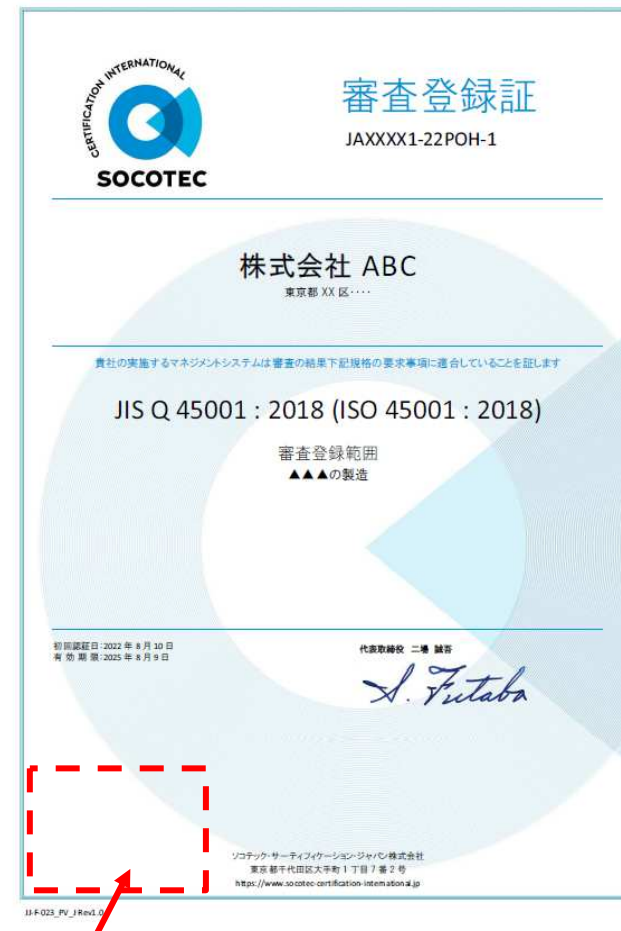 CERTIFICATION INTERNATIONAL
SOCOTEC
審査登録証
JAXXXX1-22POH-1
株式会社 ABC
東京都 XX 区‥‥
貴社の実施するマネジメントシステムは審査の結果下記規格の要求事項に適合していることを証します
JIS Q 45001 : 2018 (ISO 45001 : 2018)
審査登録範囲
▲▲▲の製造
初回認証日:2022 年 8 月 10 日
有 効 期 限:2025 年 8 月 9 日
代表取締役 二場 誠吾
S. Futaba
ソコテック・サーティフィケーション・ジャパン株式会社
東京都千代田区大手町 1 丁目 7 番 2 号
https://www.socotec-certification-international.jp
JJ-F-023_PV_J Rev1.0